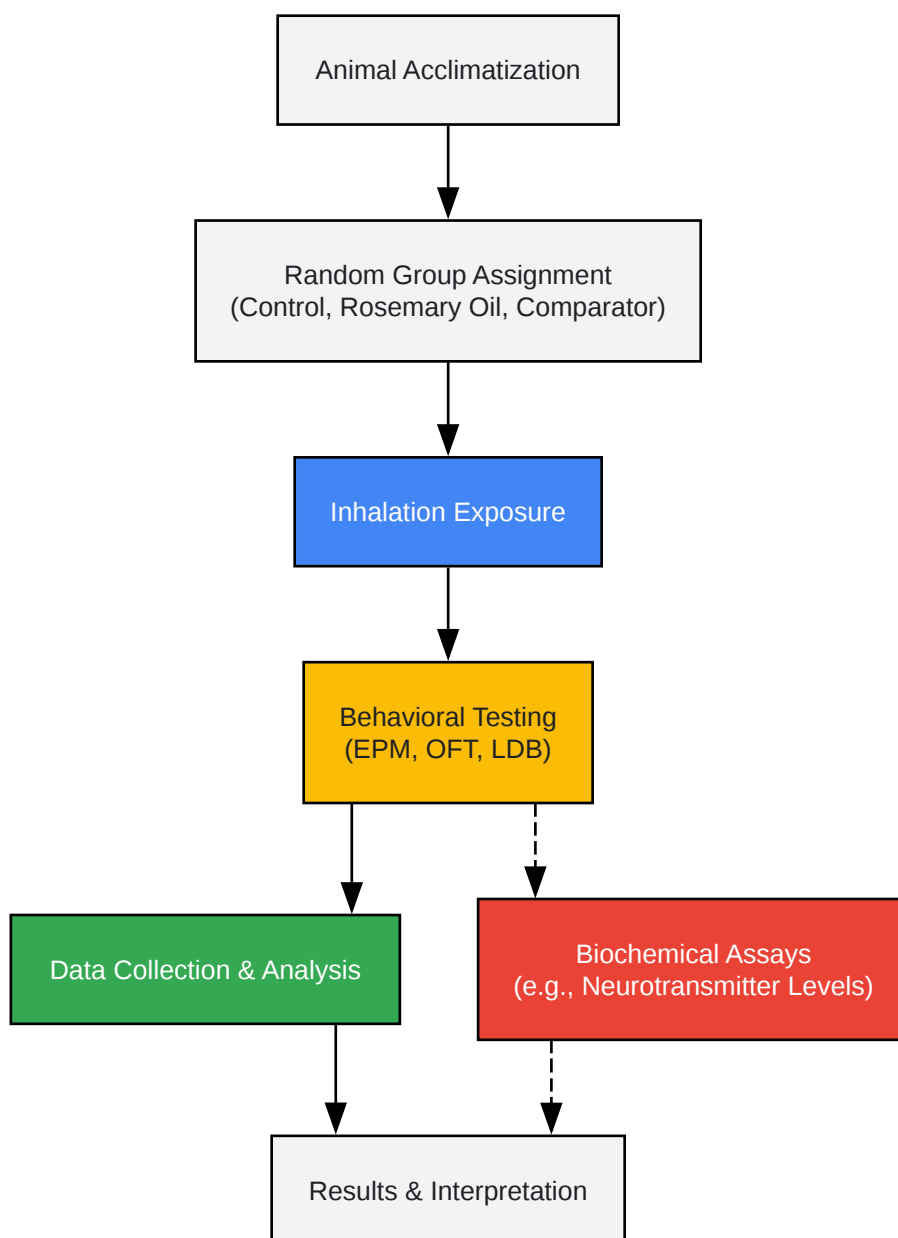 Animal Acclimatization
Random Group Assignment
(Control, Rosemary Oil, Comparator)
Inhalation Exposure
Behavioral Testing
(EPM, OFT, LDB)
Data Collection & Analysis
Biochemical Assays
(e.g., Neurotransmitter Levels)
Results & Interpretation